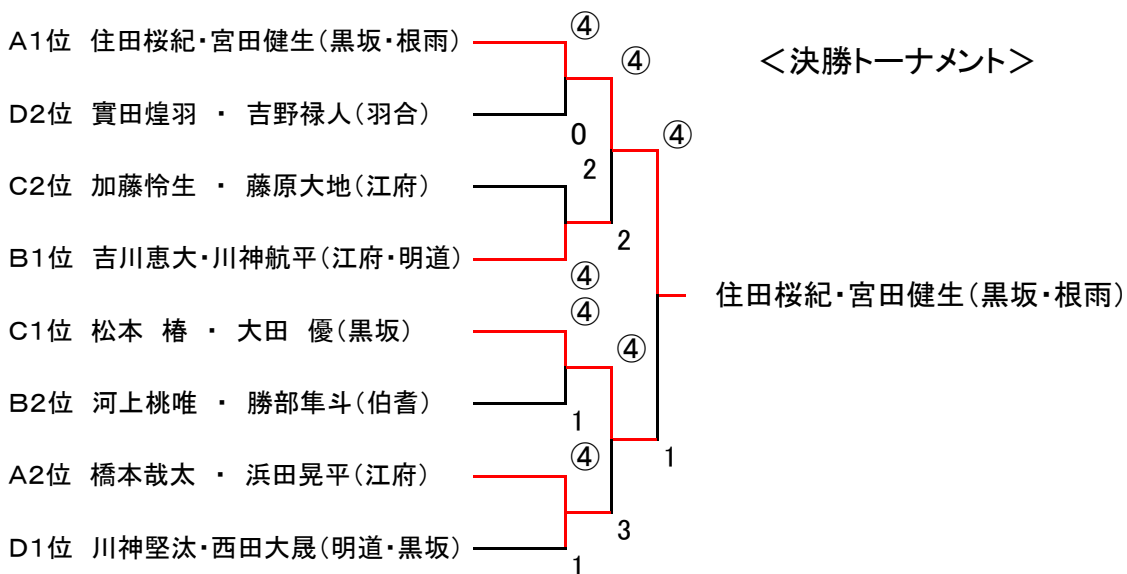 A1位 住田桜紀・宮田健生(黒坂・根雨)
④
④
<決勝トーナメント>
D2位 實田煌羽 ・ 吉野禄人(羽合)
0
④
2
C2位 加藤怜生 ・ 藤原大地(江府)
2
B1位 吉川恵大・川神航平(江府・明道)
④
住田桜紀・宮田健生(黒坂・根雨)
④
C1位 松本 椿 ・ 大田 優(黒坂)
④
B2位 河上桃唯 ・ 勝部隼斗(伯耆)
1
④
1
A2位 橋本哉太 ・ 浜田晃平(江府)
3
D1位 川神堅汰・西田大晟(明道・黒坂)
1